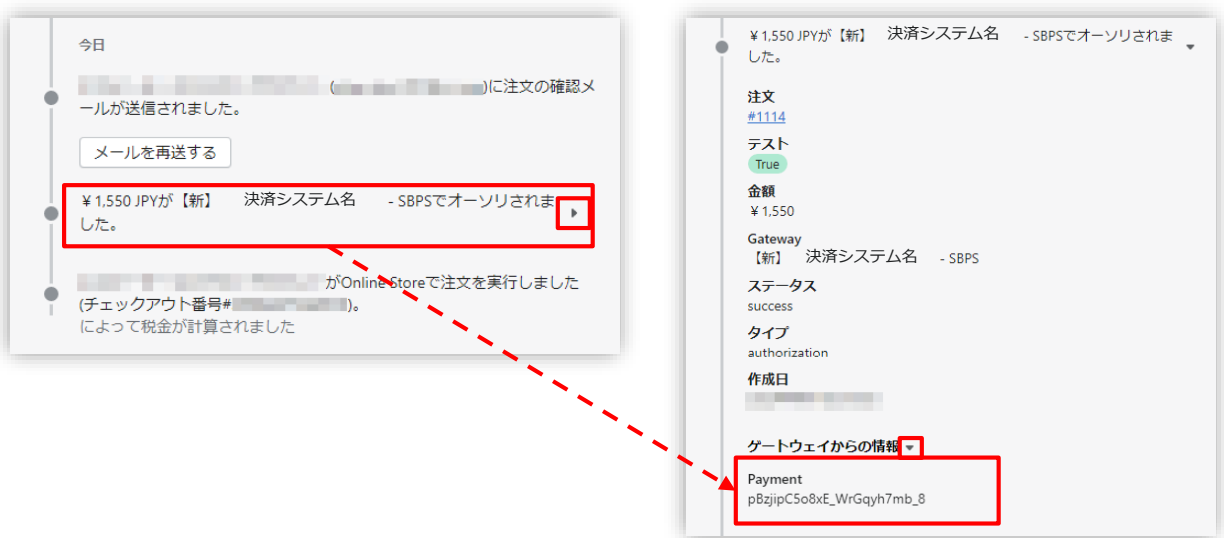 今日
(
)に注文の確認メ
ールが送信されました。
メールを再送する
¥1,550 JPYが【新】 決済システム名 - SBPSでオーソリされま
した。
がOnline Storeで注文を実行しました
(チェックアウト番号# )。
によって税金が計算されました
¥1,550 JPYが【新】 決済システム名 - SBPSでオーソリされま
した。
注文
#1114
テスト
True
金額
¥1,550
Gateway
【新】 決済システム名 - SBPS
ステータス
success
タイプ
authorization
作成日
ゲートウェイからの情報
Payment
pBzjipC5o8xE_WrGqyh7mb_8